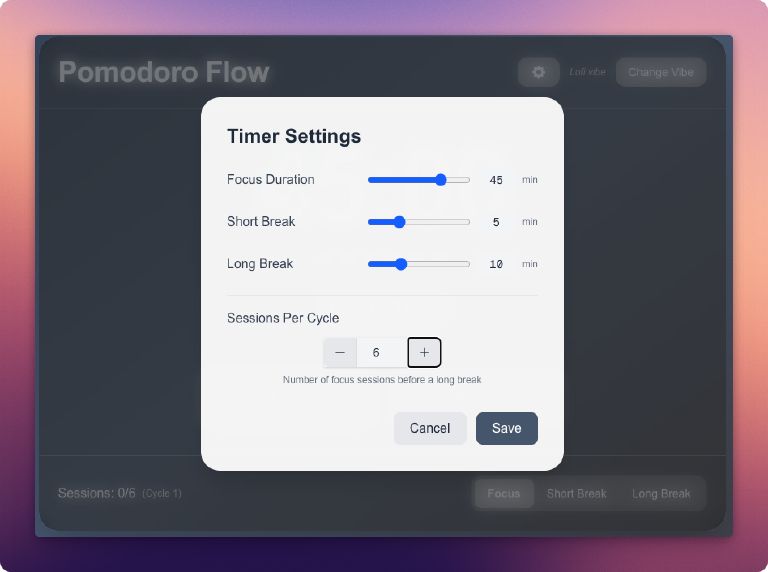 Pomodoro Flow
Lofi vibe
Change Vibe
Timer Settings
Focus Duration 45 min
Short Break 5 min
Long Break 10 min
Sessions Per Cycle
− 6 +
Number of focus sessions before a long break
Cancel Save
Sessions: 0/6 (Cycle 1)
Focus Short Break Long Break